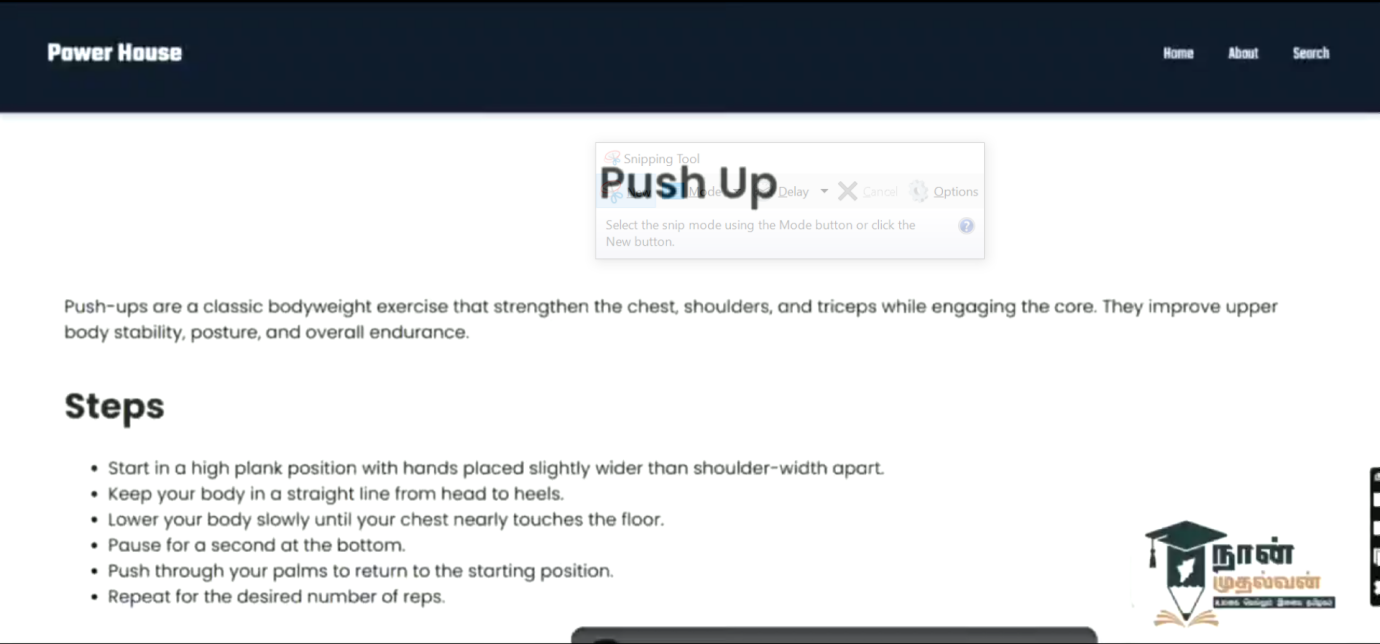 Power House
Home About Search
Snipping Tool
Push Up
Mode Delay Cancel Options
Select the snip mode using the Mode button or click the
New button.
Push-ups are a classic bodyweight exercise that strengthen the chest, shoulders, and triceps while engaging the core. They improve upper
body stability, posture, and overall endurance.
Steps
• Start in a high plank position with hands placed slightly wider than shoulder-width apart.
• Keep your body in a straight line from head to heels.
• Lower your body slowly until your chest nearly touches the floor.
• Pause for a second at the bottom.
• Push through your palms to return to the starting position.
• Repeat for the desired number of reps.
நான்
முதல்வன்